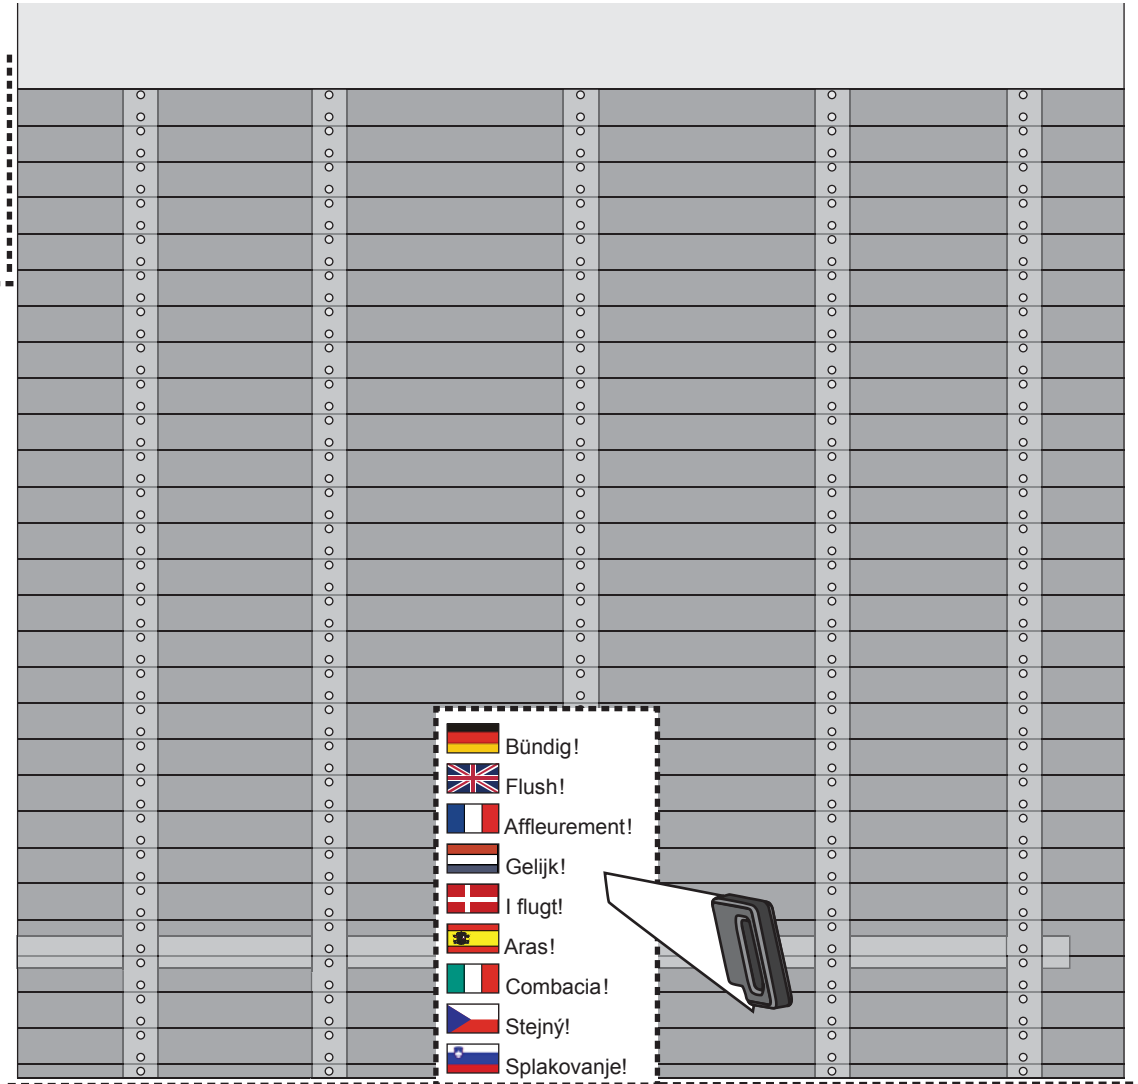 Bündig!
Flush!
Affleurement!
Gelijk!
I flugt!
Aras!
Combacia!
Stejný!
Splakovanje!